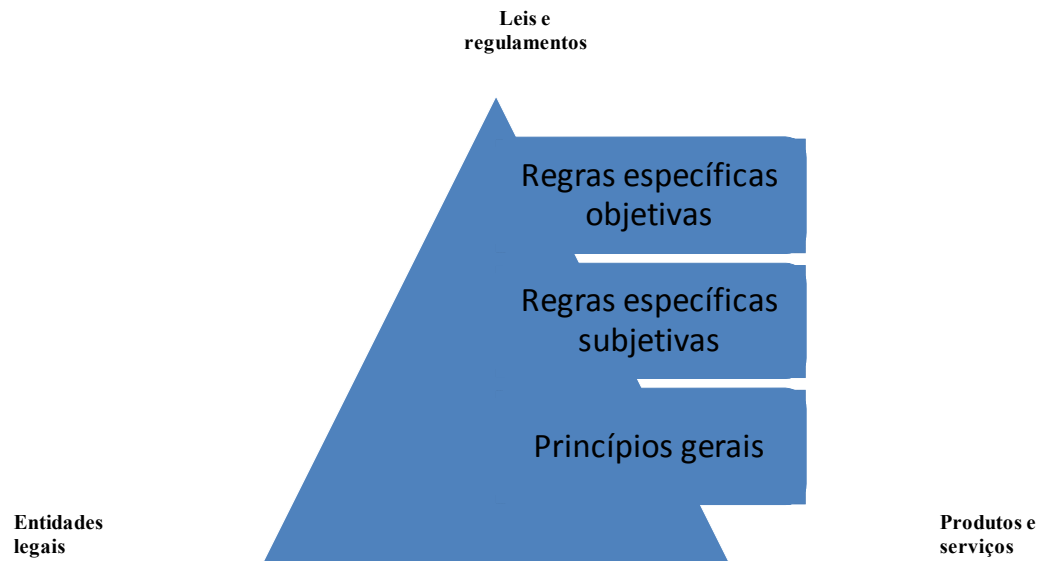 Leis e
regulamentos
Regras específicas
objetivas
Regras específicas
subjetivas
Princípios gerais
Entidades
legais
Produtos e
serviços